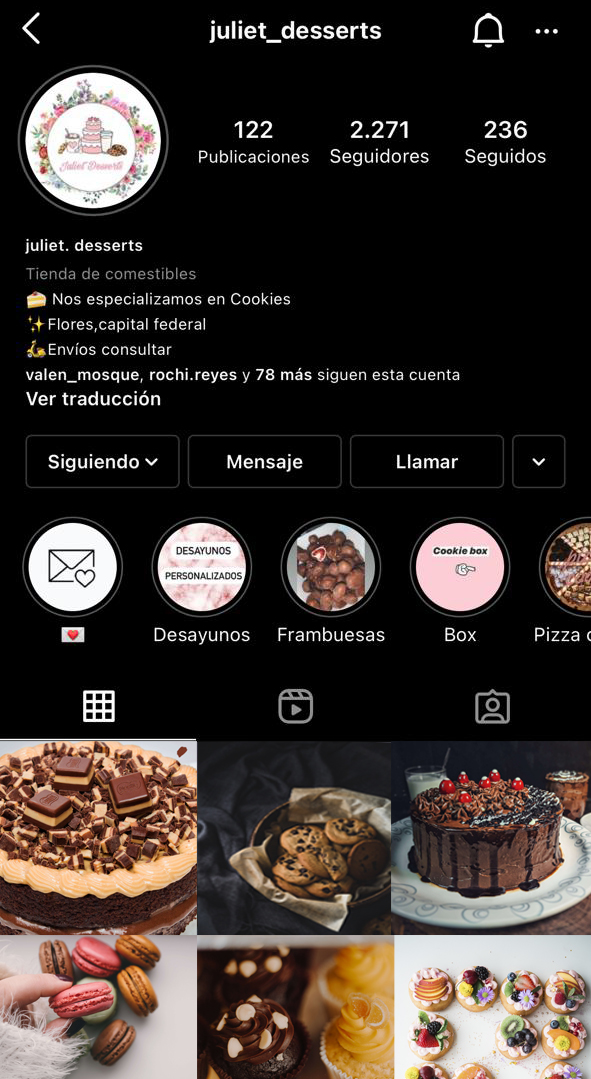 juliet_desserts
Juliet Desserts
122
Publicaciones
2.271
Seguidores
236
Seguidos
juliet. desserts
Tienda de comestibles
🍰 Nos especializamos en Cookies
✨Flores,capital federal
🛵Envíos consultar
valen_mosque, rochi.reyes y 78 más siguen esta cuenta
Ver traducción
Siguiendo
Mensaje
Llamar
DESAYUNOS
PERSONALIZADOS
Cookie box
💌
Desayunos
Frambuesas
Box
Pizza